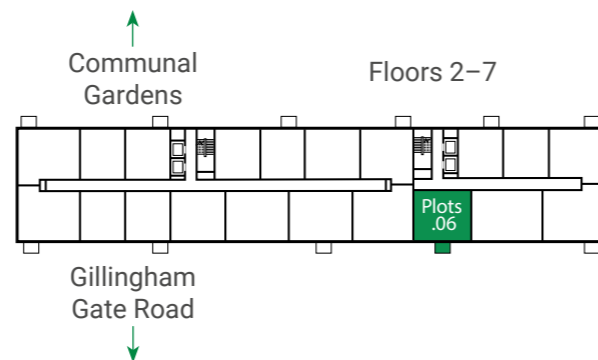 Communal
Gardens
Floors 2–7
Plots
.06
Gillingham
Gate Road